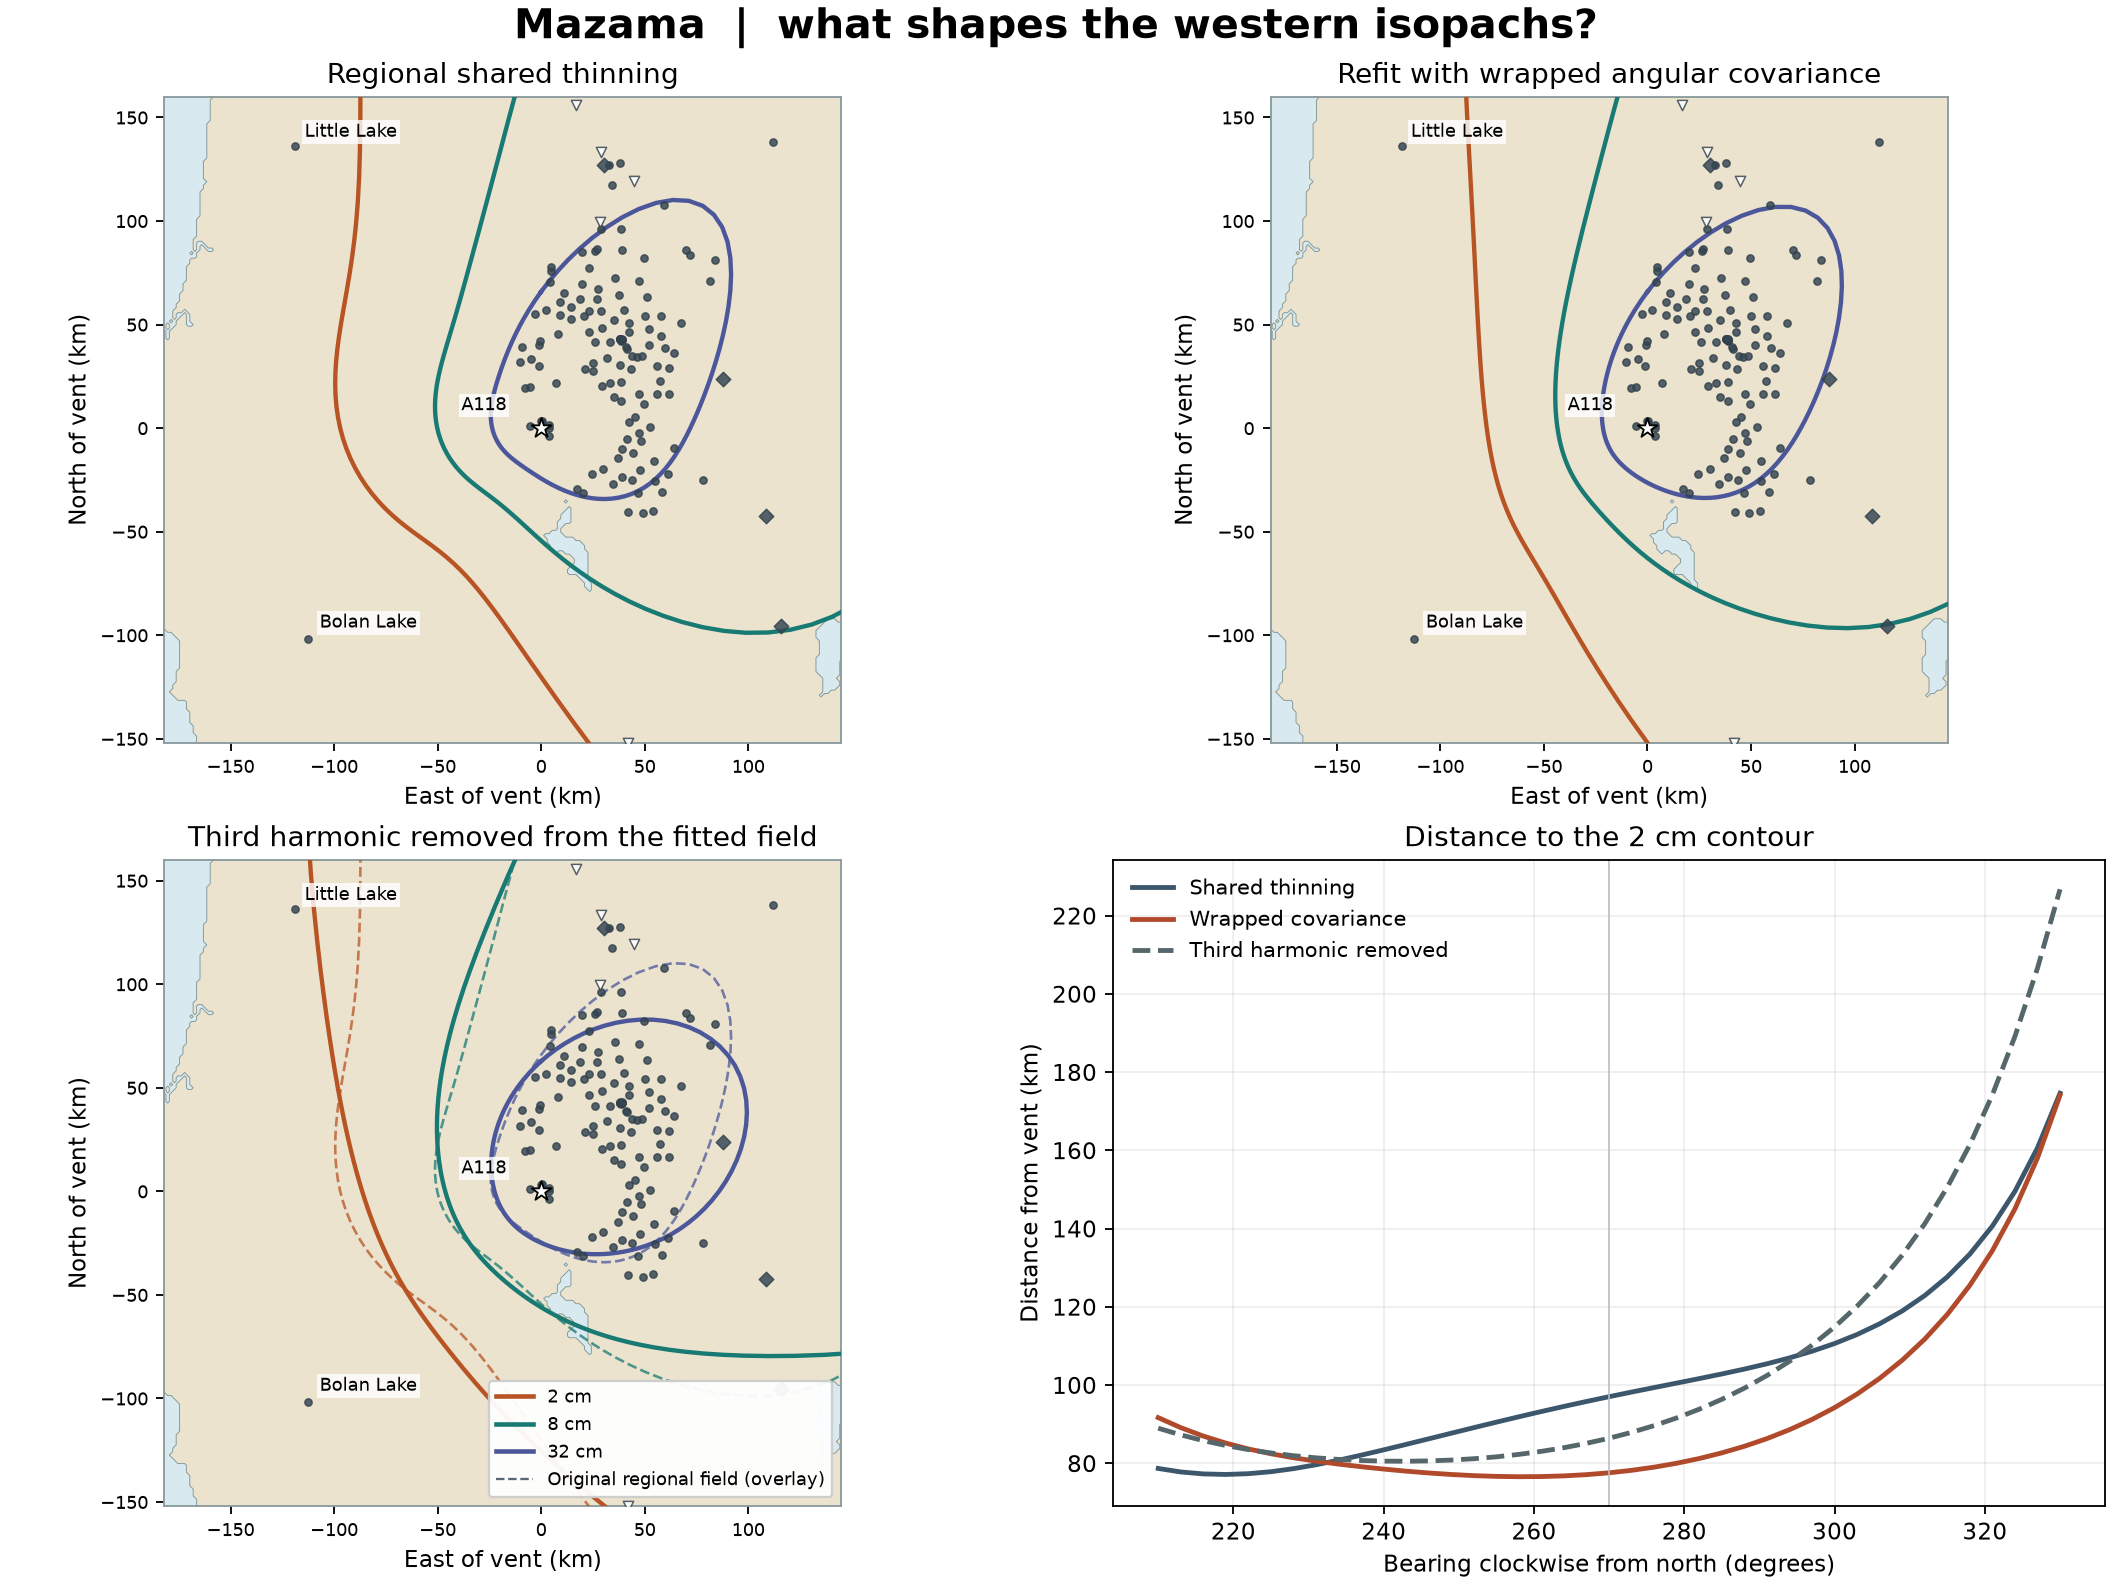 Mazama | what shapes the western isopachs?
Regional shared thinning
150
100
50
0
−50
−100
−150
North of vent (km)
Little Lake
A118
Bolan Lake
−150
−100
−50
0
50
100
East of vent (km)
Refit with wrapped angular covariance
150
100
50
0
−50
−100
−150
North of vent (km)
Little Lake
A118
Bolan Lake
−150
−100
−50
0
50
100
East of vent (km)
Third harmonic removed from the fitted field
150
100
50
0
−50
−100
−150
North of vent (km)
Little Lake
A118
Bolan Lake
2 cm
8 cm
32 cm
Original regional field (overlay)
−150
−100
−50
0
50
100
East of vent (km)
Distance to the 2 cm contour
Shared thinning
Wrapped covariance
Third harmonic removed
220
200
180
160
140
120
100
80
Distance from vent (km)
220
240
260
280
300
320
Bearing clockwise from north (degrees)